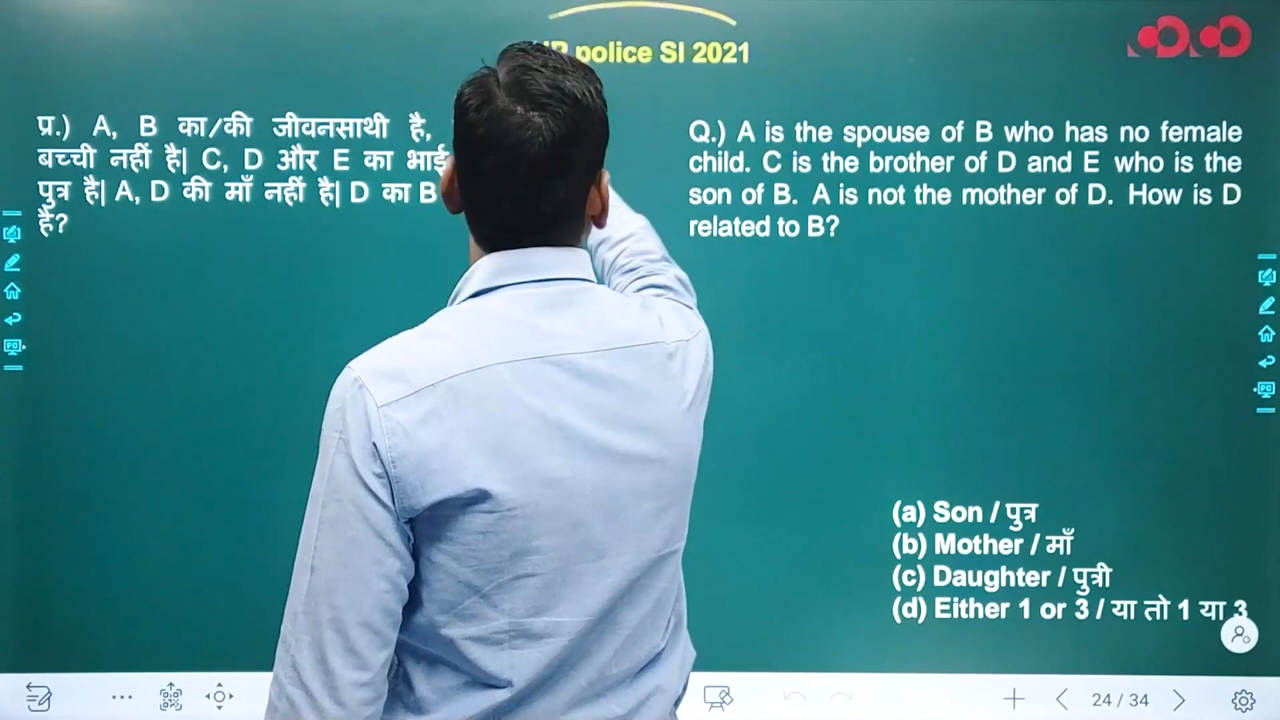 police SI 2021
प्र.) A, B का/की जीवनसाथी है,
बच्ची नहीं है| C, D और E का भाई
पुत्र है| A, D की माँ नहीं है| D का B
है?
Q.) A is the spouse of B who has no female
child. C is the brother of D and E who is the
son of B. A is not the mother of D. How is D
related to B?
(a) Son / पुत्र
(b) Mother / माँ
(c) Daughter / पुत्री
(d) Either 1 or 3 / या तो 1 या 3
24 / 34